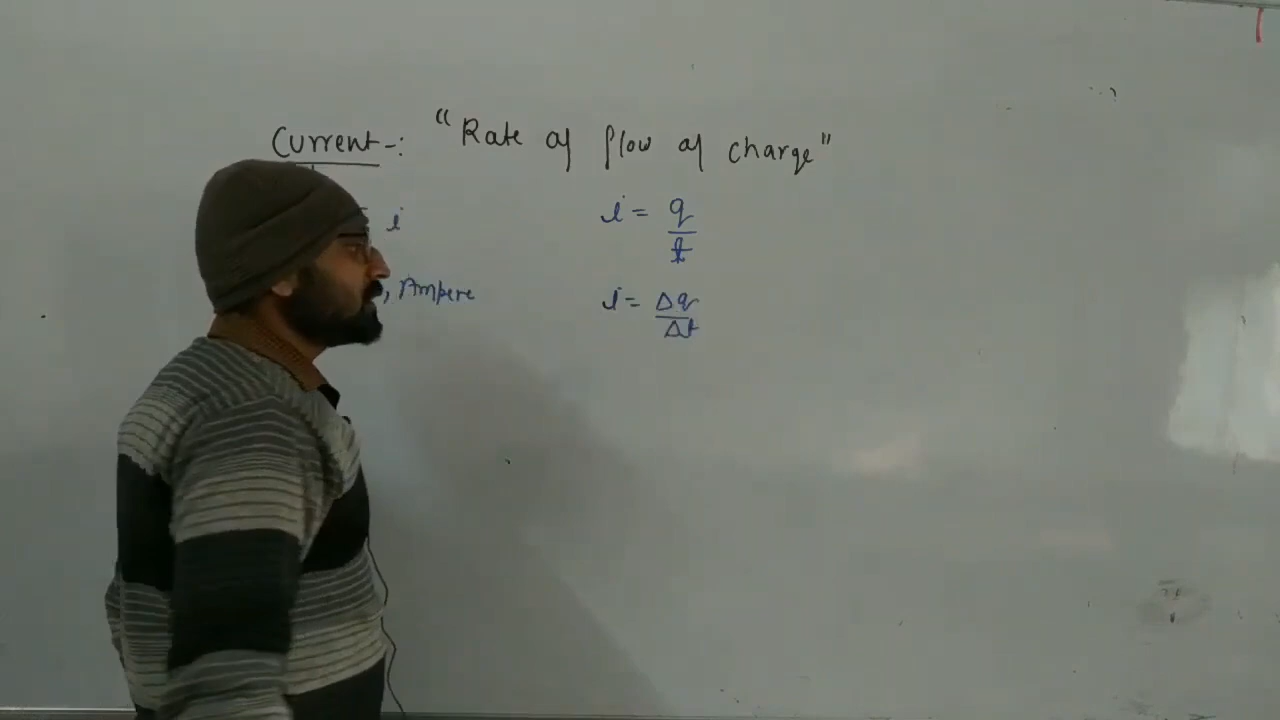 Current-: "Rate of flow of charge"
i
i = q/t
, Ampere
i = Δq/Δt